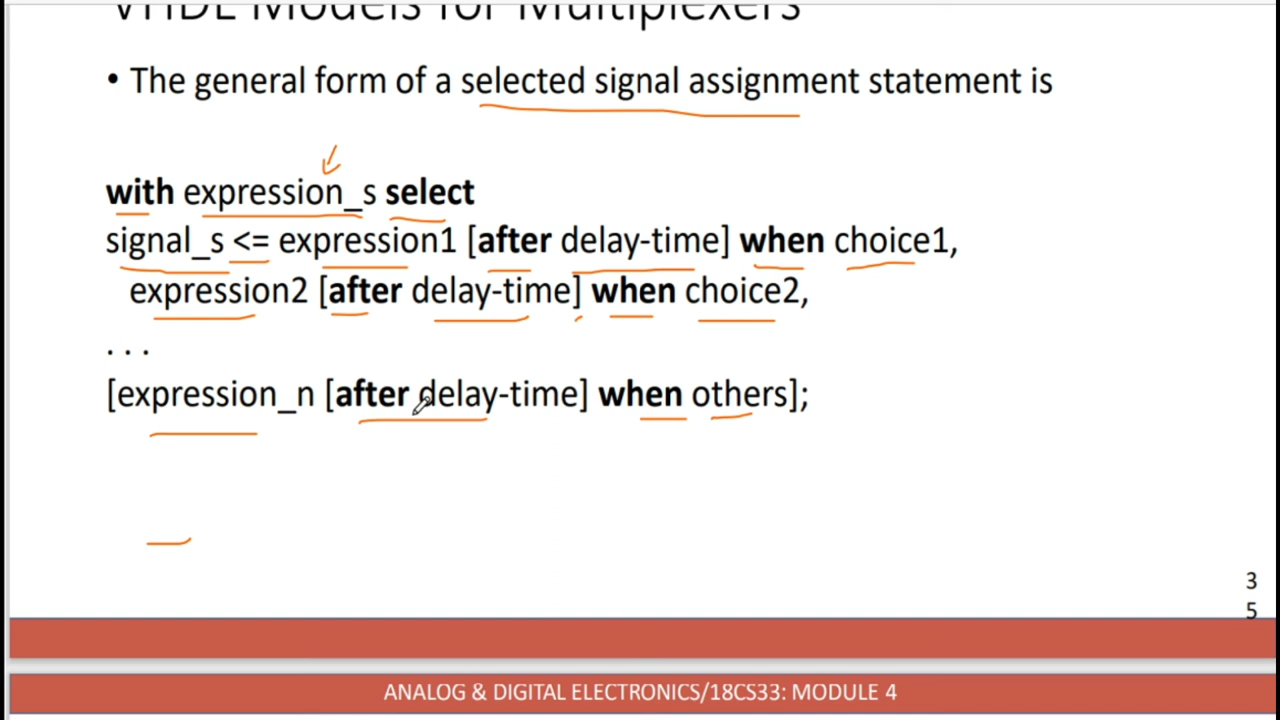 VHDL Models for Multiplexers
• The general form of a selected signal assignment statement is
with expression_s select
signal_s <= expression1 [after delay-time] when choice1,
expression2 [after delay-time] when choice2,
. . .
[expression_n [after delay-time] when others];
3
5
ANALOG & DIGITAL ELECTRONICS/18CS33: MODULE 4